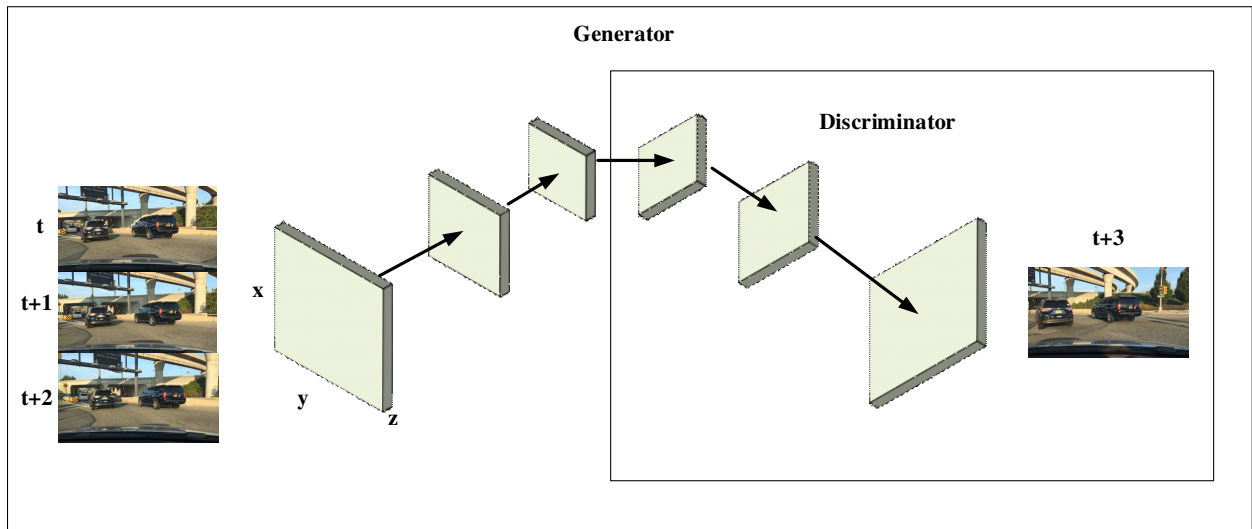 Generator
Discriminator
t
t+3
x
t+1
y
t+2
z